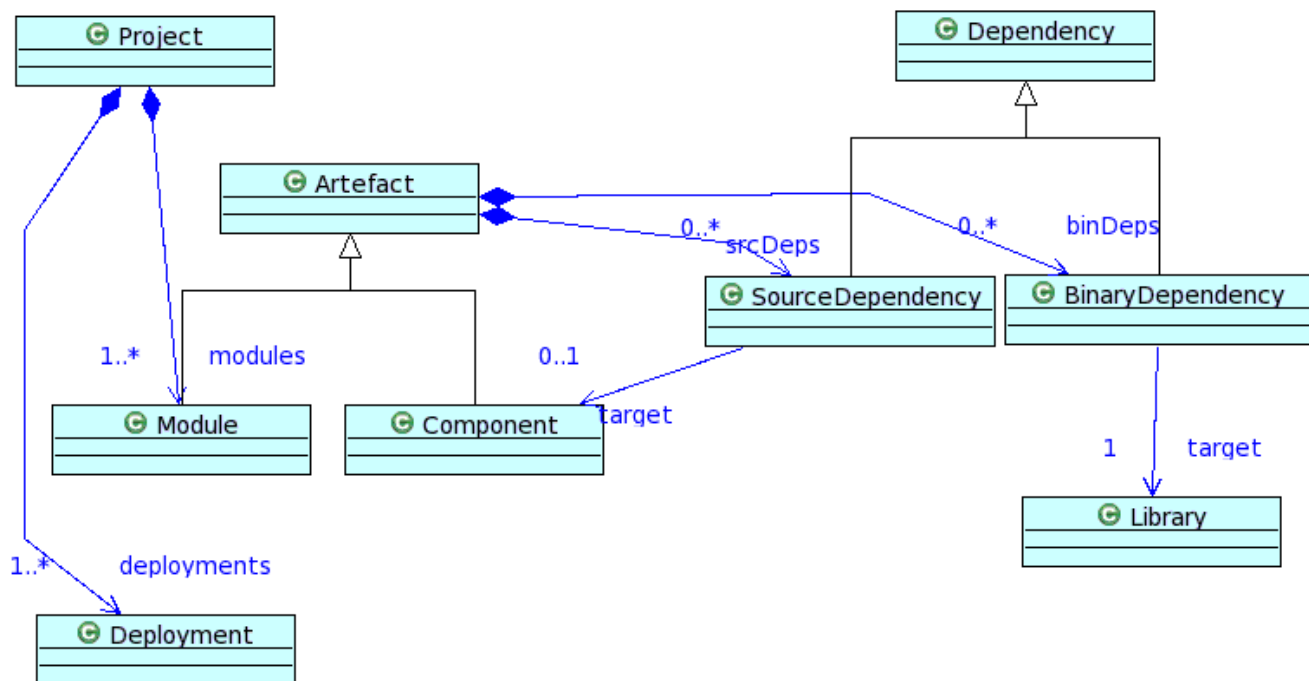 C Project
C Dependency
C Artefact
0..*
srcDeps
0..*
binDeps
C SourceDependency
C BinaryDependency
1..*
modules
0..1
target
C Module
C Component
1
target
C Library
1..*
deployments
C Deployment